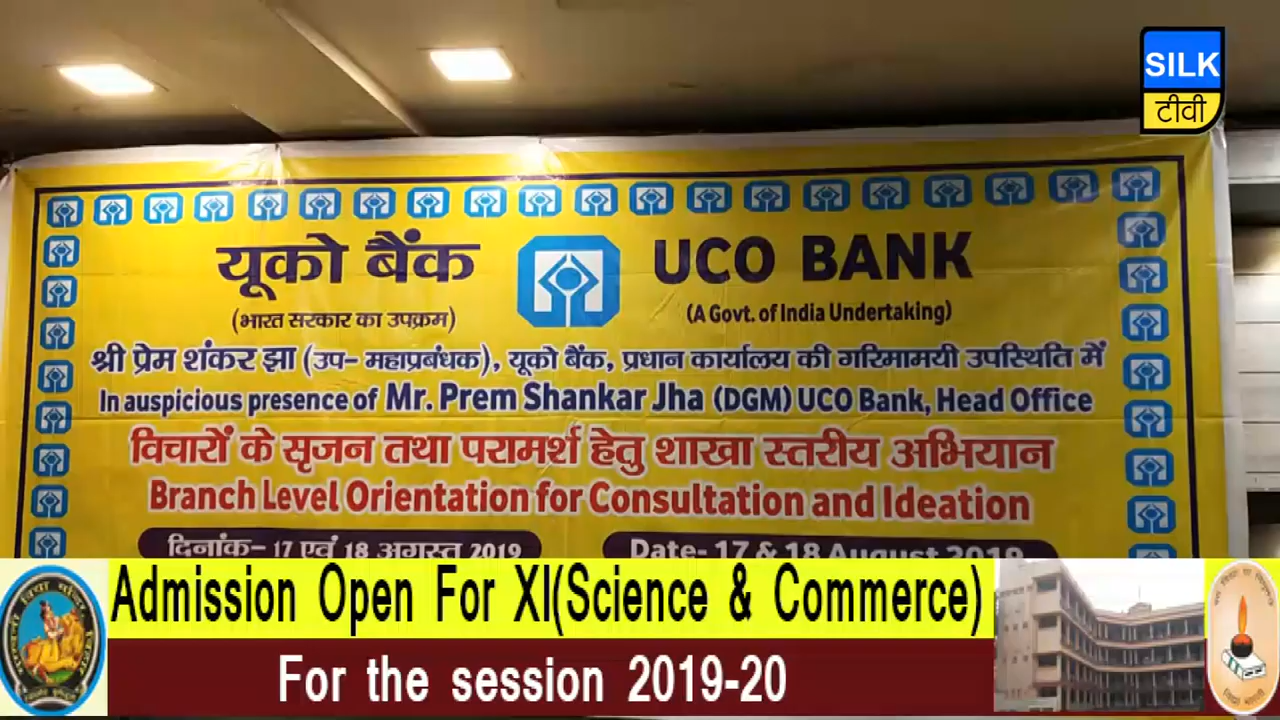 SILK
टीवी
यूको बैंक
UCO BANK
(भारत सरकार का उपक्रम)
(A Govt. of India Undertaking)
श्री प्रेम शंकर झा (उप- महाप्रबंधक), यूको बैंक, प्रधान कार्यालय की गरिमामयी उपस्थिति में
In auspicious presence of Mr. Prem Shankar Jha (DGM) UCO Bank, Head Office
विचारों के सृजन तथा परामर्श हेतु शाखा स्तरीय अभियान
Branch Level Orientation for Consultation and Ideation
दिनांक- 17 एवं 18 अगस्त 2019
Date- 17 & 18 August 2019
Admission Open For XI(Science & Commerce)
For the session 2019-20